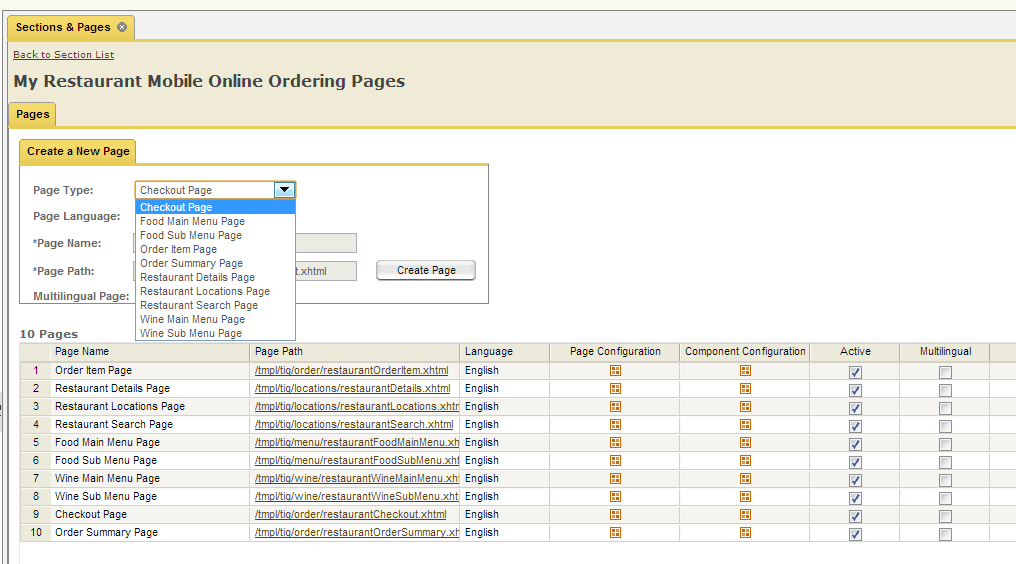 Sections & Pages
Back to Section List
My Restaurant Mobile Online Ordering Pages
Pages
Create a New Page
Page Type: Checkout Page
Checkout Page
Food Main Menu Page
Food Sub Menu Page
Order Item Page
Order Summary Page
Restaurant Details Page
Restaurant Locations Page
Restaurant Search Page
Wine Main Menu Page
Wine Sub Menu Page
Page Language:
*Page Name:
*Page Path: t.xhtml Create Page
Multilingual Page:
10 Pages
Page Name Page Path Language Page Configuration Component Configuration Active Multilingual
1 Order Item Page /tmpl/tig/order/restaurantOrderItem.xhtml English
2 Restaurant Details Page /tmpl/tig/locations/restaurantDetails.xhtml English
3 Restaurant Locations Page /tmpl/tig/locations/restaurantLocations.xhtm English
4 Restaurant Search Page /tmpl/tig/locations/restaurantSearch.xhtml English
5 Food Main Menu Page /tmpl/tig/menu/restaurantFoodMainMenu.xh English
6 Food Sub Menu Page /tmpl/tig/menu/restaurantFoodSubMenu.xh English
7 Wine Main Menu Page /tmpl/tig/wine/restaurantWineMainMenu.xh English
8 Wine Sub Menu Page /tmpl/tig/wine/restaurantWineSubMenu.xht English
9 Checkout Page /tmpl/tig/order/restaurantCheckout.xhtml English
10 Order Summary Page /tmpl/tig/order/restaurantOrderSummary.xh English